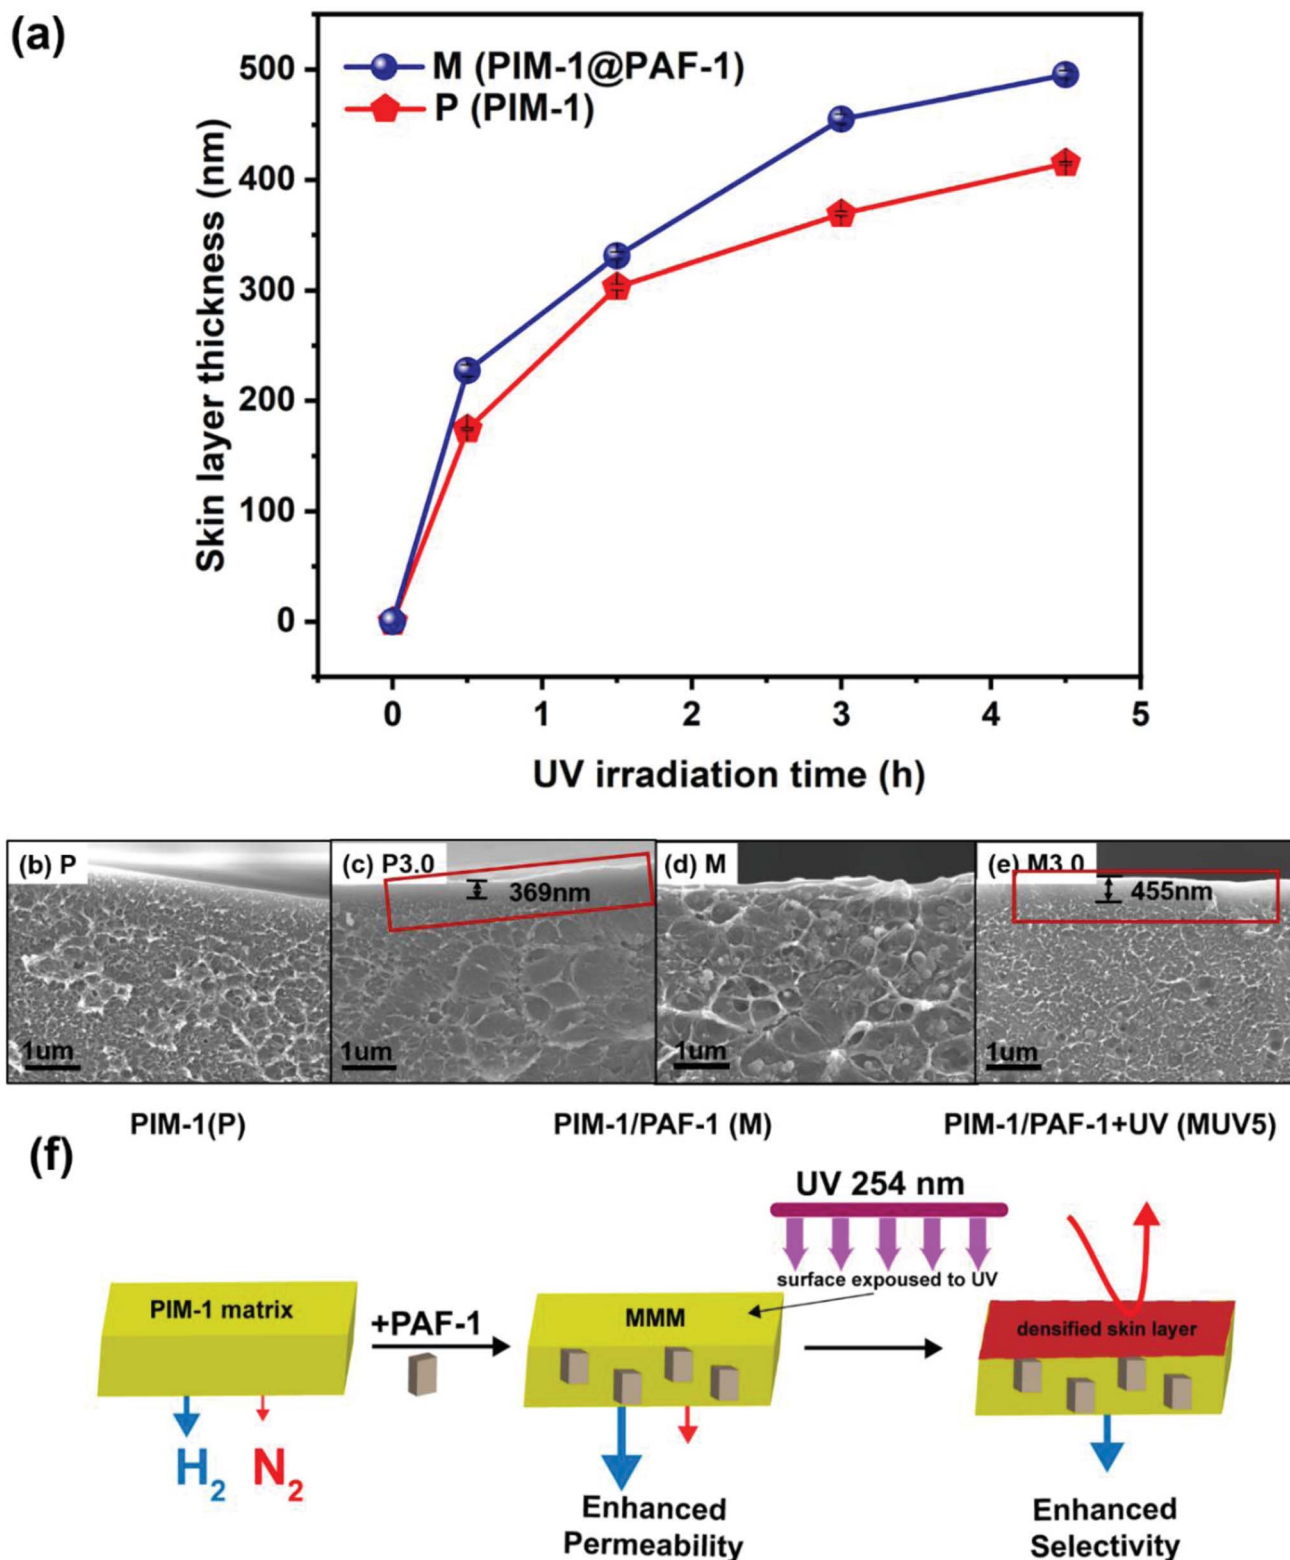 (a)
M (PIM-1@PAF-1)
P (PIM-1)
Skin layer thickness (nm)
500
400
300
200
100
0
0 1 2 3 4 5
UV irradiation time (h)
(b) P
(c) P3.0
(d) M
(e) M3.0
369nm
455nm
1um
1um
1um
1um
PIM-1(P)
PIM-1/PAF-1 (M)
PIM-1/PAF-1+UV (MUV5)
(f)
UV 254 nm
surface expoused to UV
PIM-1 matrix
+PAF-1
MMM
densified skin layer
H2
N2
Enhanced
Permeability
Enhanced
Selectivity